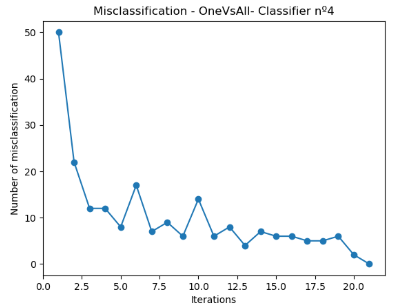 Misclassification - OneVsAll- Classifier nº4
Number of misclassification
50
40
30
20
10
0
0.0 2.5 5.0 7.5 10.0 12.5 15.0 17.5 20.0
Iterations